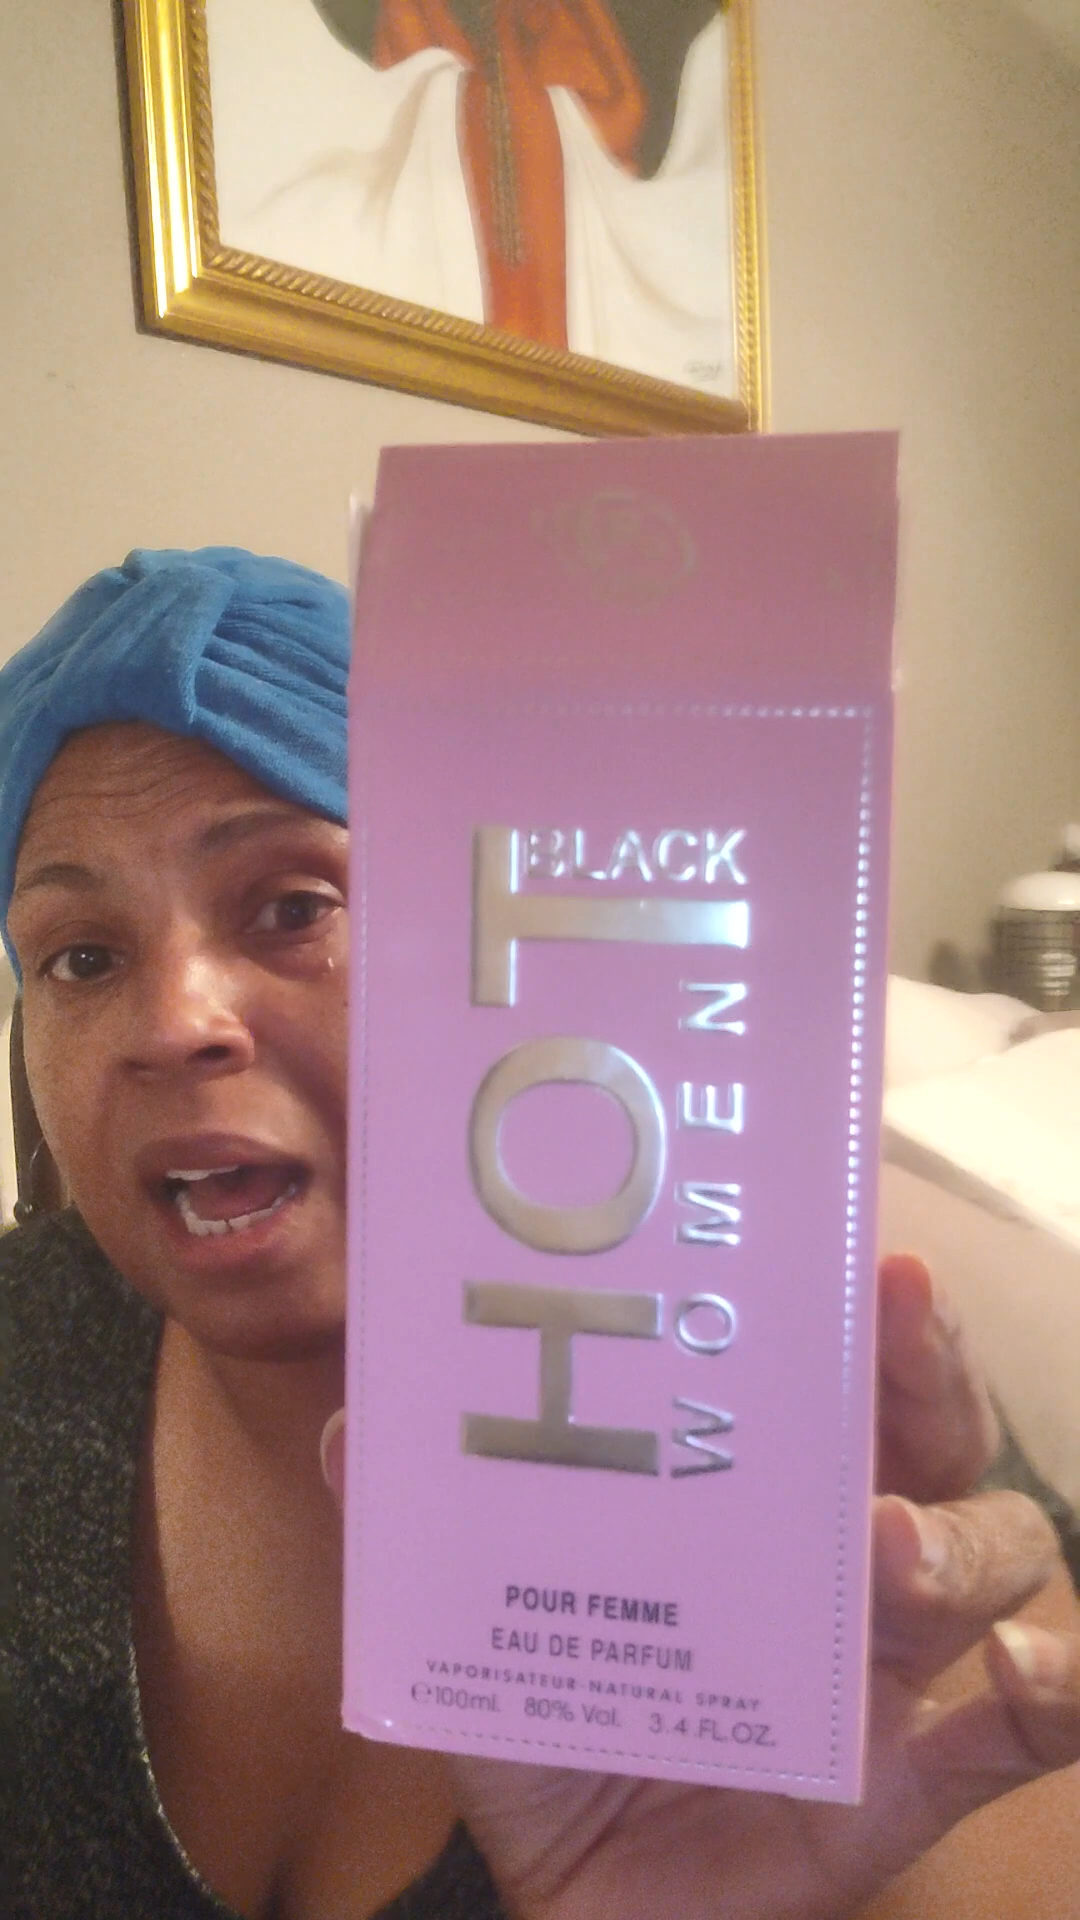 BLACK
HOT
WOMEN
POUR FEMME
EAU DE PARFUM
VAPORISATEUR-NATURAL SPRAY
℮100ml. 80% Vol. 3.4 FL.OZ.